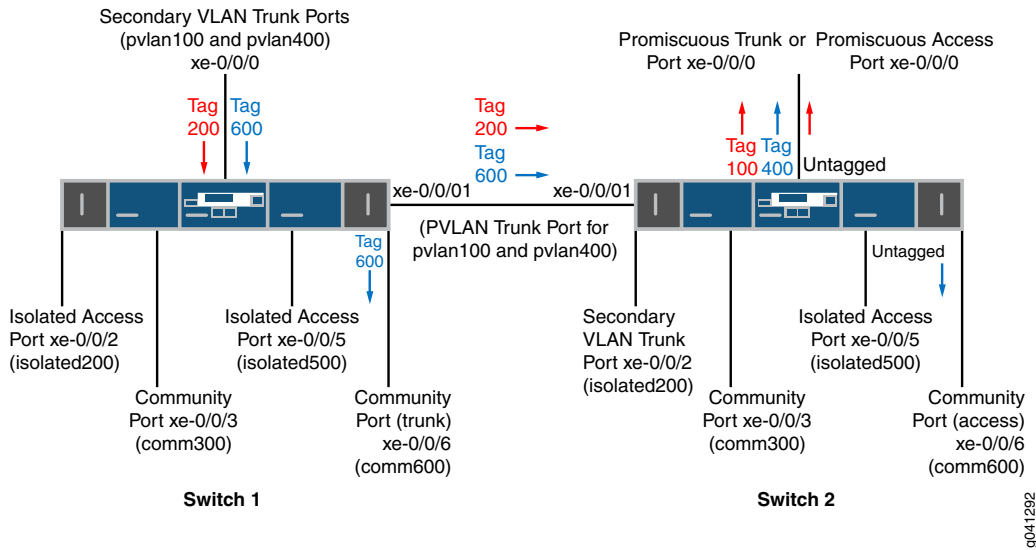 Secondary VLAN Trunk Ports
(pvlan100 and pvlan400)
xe-0/0/0
Promiscuous Trunk or
Port xe-0/0/0
Promiscuous Access
Port xe-0/0/0
Tag
200
Tag
600
Tag
200
Tag
600
Tag
100
Tag
400
Untagged
xe-0/0/01
xe-0/0/01
(PVLAN Trunk Port for
pvlan100 and pvlan400)
Tag
600
Untagged
Isolated Access
Port xe-0/0/2
(isolated200)
Isolated Access
Port xe-0/0/5
(isolated500)
Secondary
VLAN Trunk
Port xe-0/0/2
(isolated200)
Isolated Access
Port xe-0/0/5
(isolated500)
Community
Port xe-0/0/3
(comm300)
Community
Port (trunk)
xe-0/0/6
(comm600)
Community
Port xe-0/0/3
(comm300)
Community
Port (access)
xe-0/0/6
(comm600)
Switch 1
Switch 2
g041292